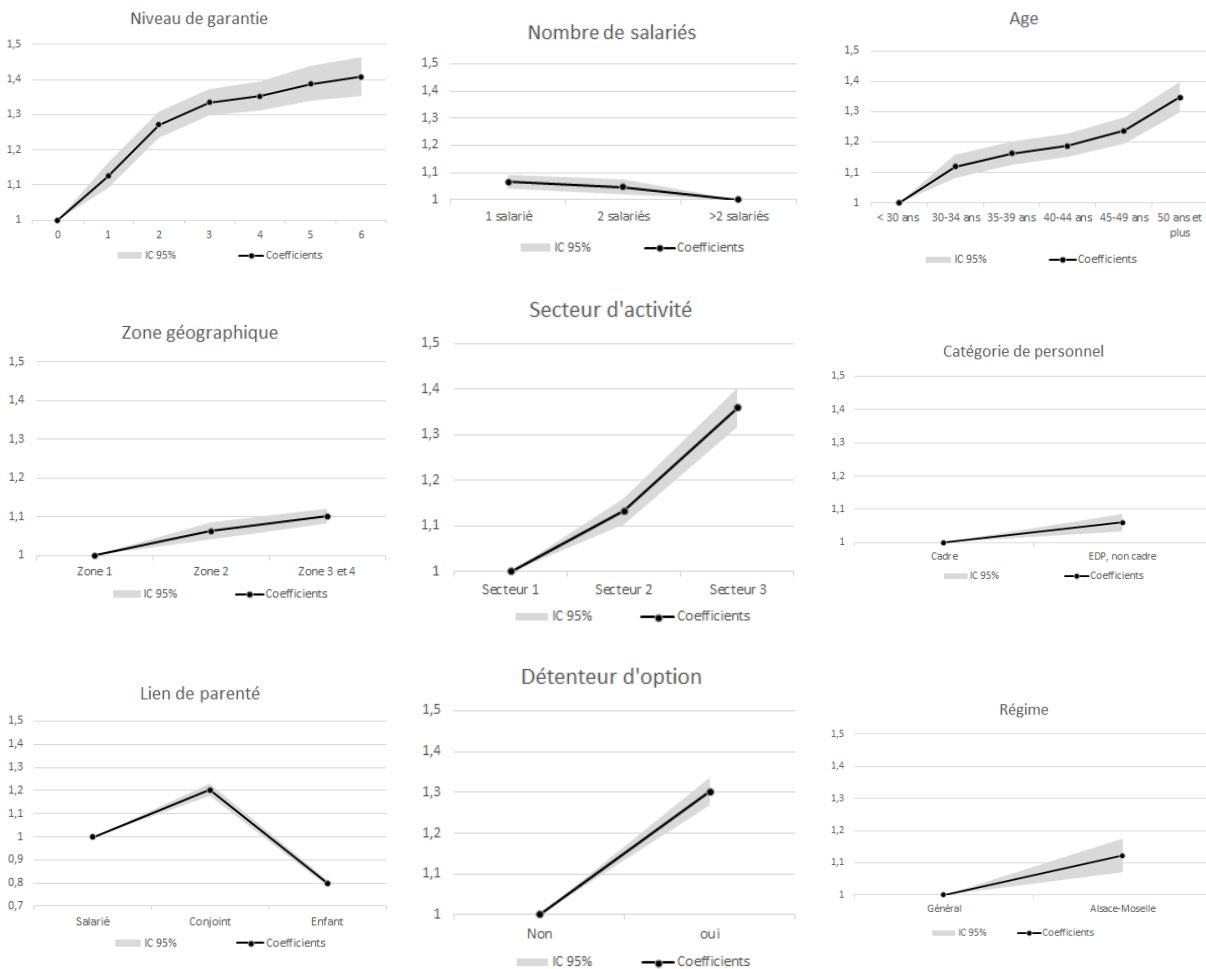 Niveau de garantie
1,5
1,4
1,3
1,2
1,1
1
0 1 2 3 4 5 6
IC 95% Coefficients
Nombre de salariés
1,5
1,4
1,3
1,2
1,1
1
1 salarié 2 salariés >2 salariés
IC 95% Coefficients
Age
1,5
1,4
1,3
1,2
1,1
1
< 30 ans 30-34 ans 35-39 ans 40-44 ans 45-49 ans 50 ans et
plus
IC 95% Coefficients
Zone géographique
1,5
1,4
1,3
1,2
1,1
1
Zone 1 Zone 2 Zone 3 et 4
IC 95% Coefficients
Secteur d'activité
1,5
1,4
1,3
1,2
1,1
1
Secteur 1 Secteur 2 Secteur 3
IC 95% Coefficients
Catégorie de personnel
1,5
1,4
1,3
1,2
1,1
1
Cadre EDP, non cadre
IC 95% Coefficients
Lien de parenté
1,5
1,4
1,3
1,2
1,1
1
0,9
0,8
0,7
Salarié Conjoint Enfant
IC 95% Coefficients
Détenteur d'option
1,5
1,4
1,3
1,2
1,1
1
Non oui
IC 95% Coefficients
Régime
1,5
1,4
1,3
1,2
1,1
1
Général Alsace-Moselle
IC 95% Coefficients